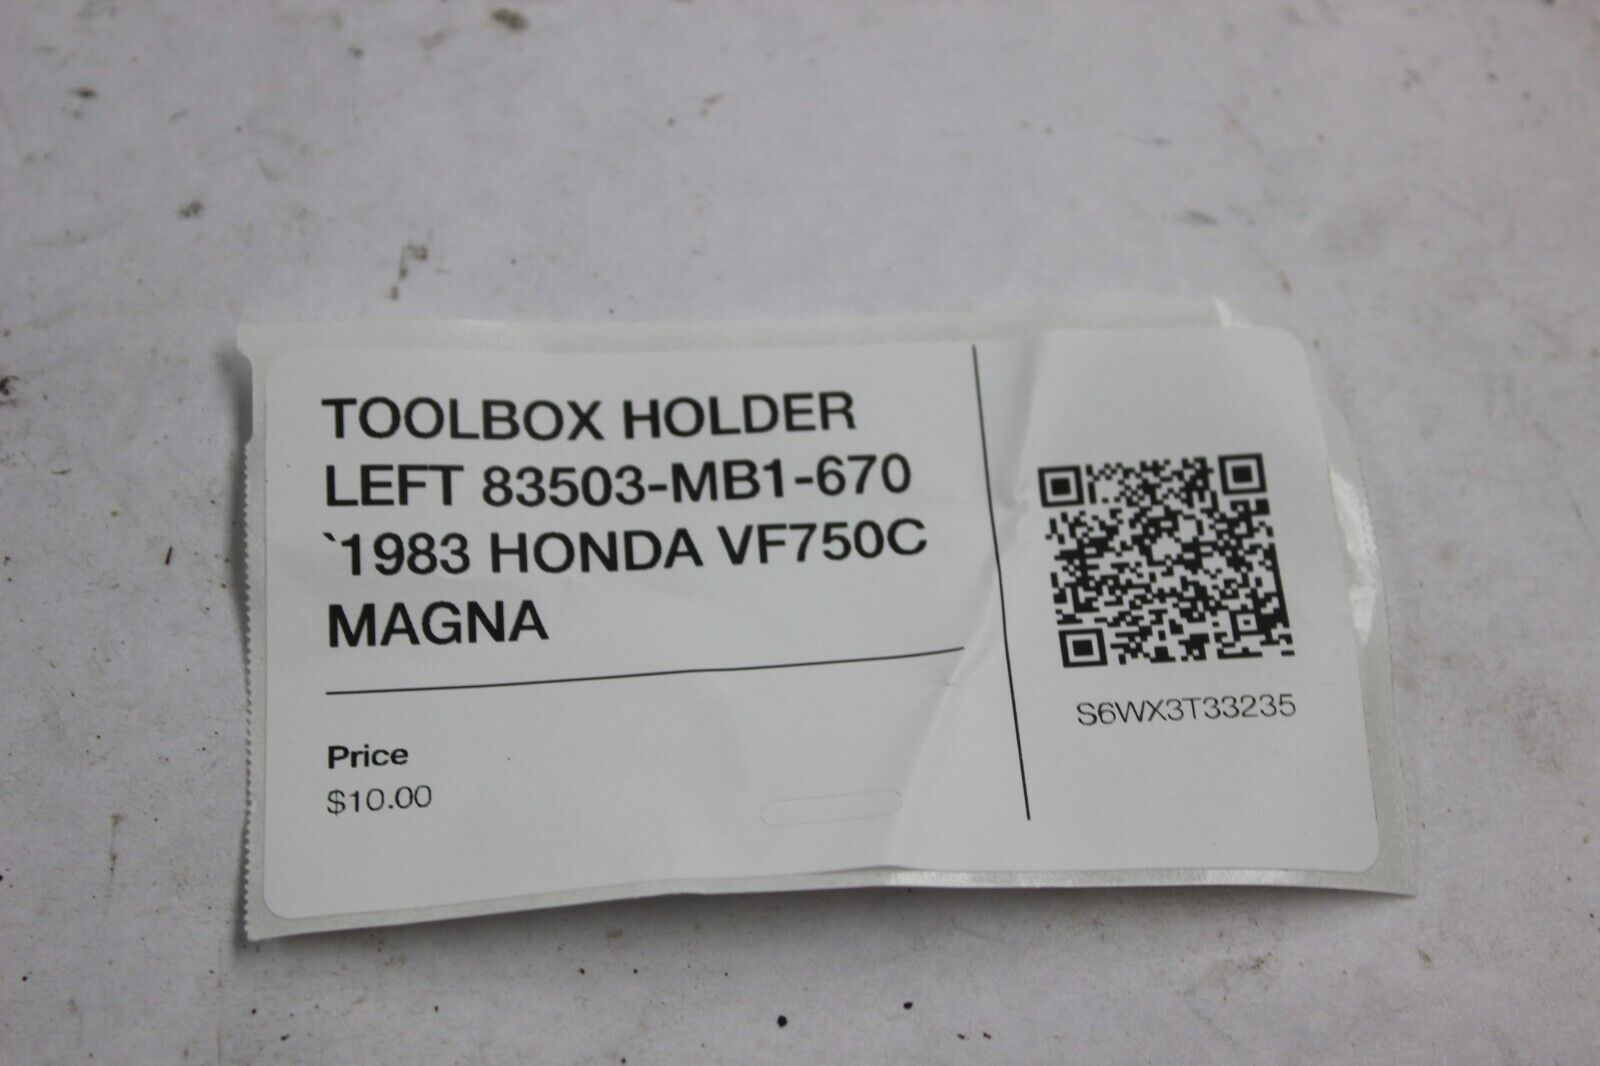 TOOLBOX HOLDER
LEFT 83503-MB1-670
`1983 HONDA VF750C
MAGNA
Price
$10.00
S6WX3T33235